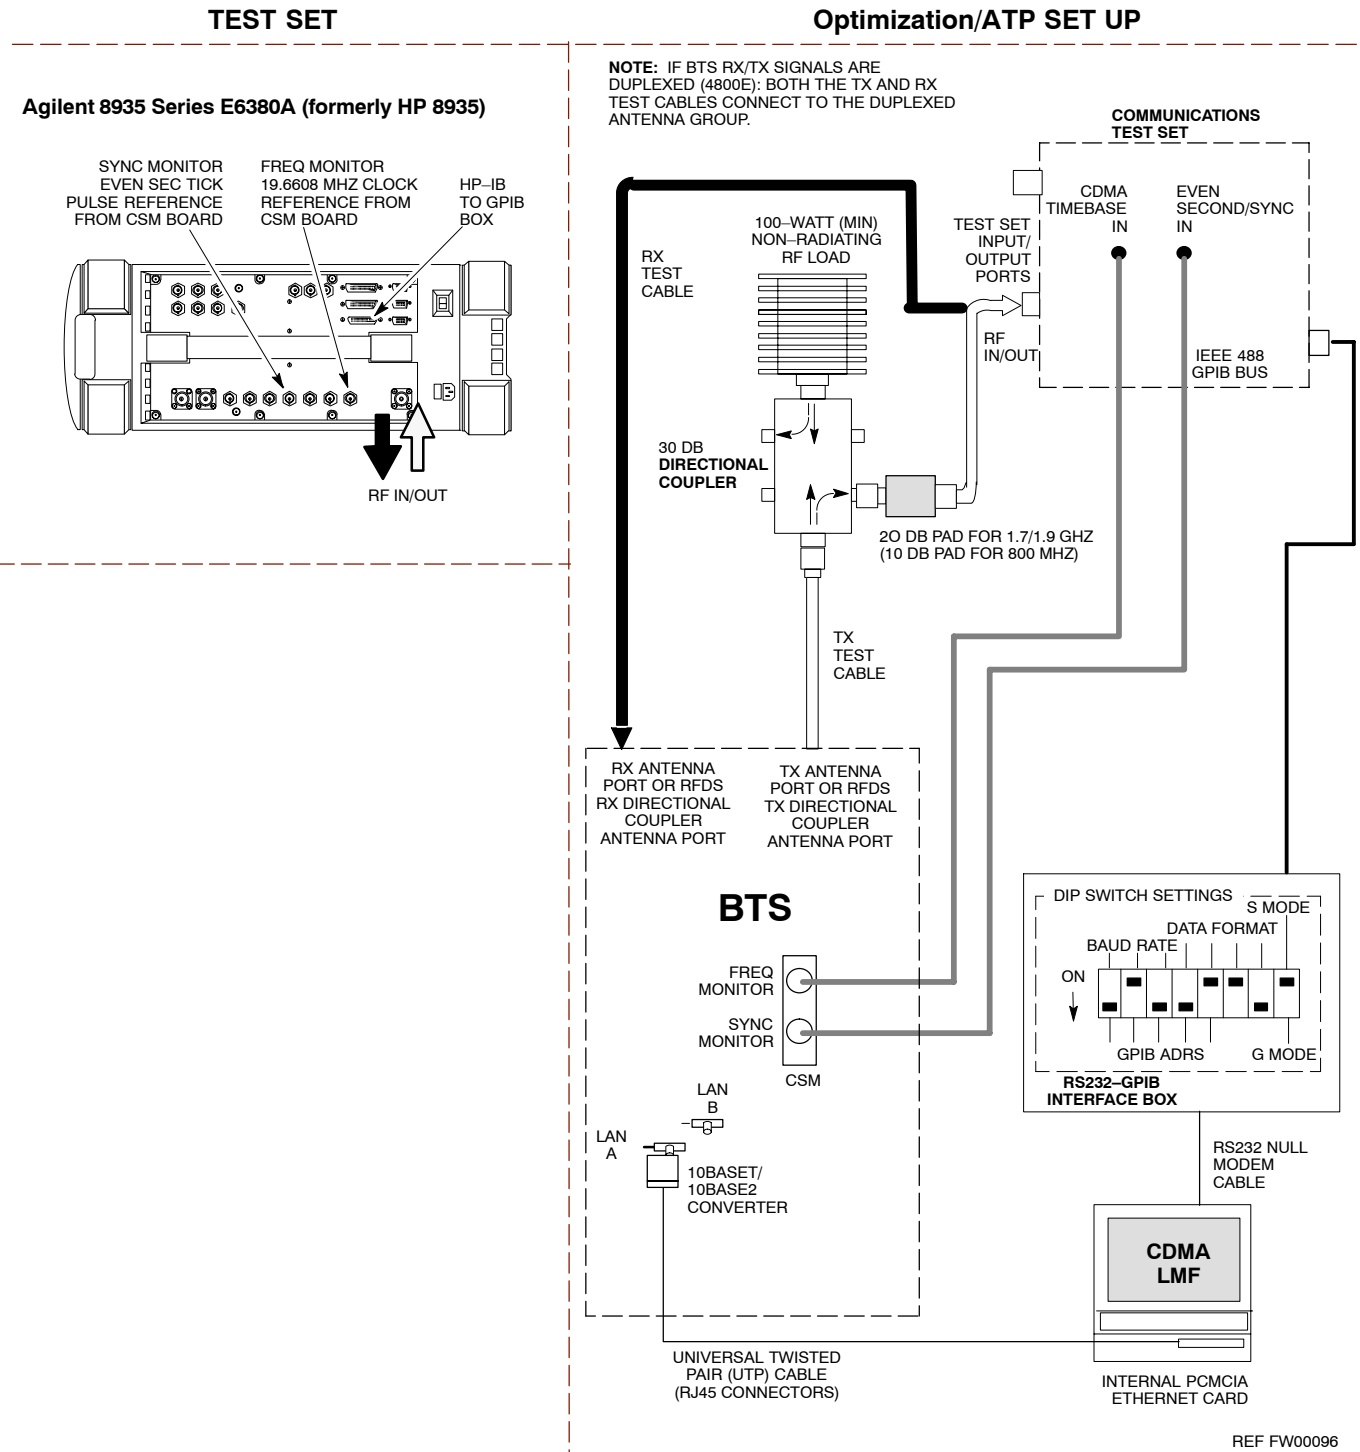 TEST SET
Optimization/ATP SET UP
Agilent 8935 Series E6380A (formerly HP 8935)
SYNC MONITOR
EVEN SEC TICK
PULSE REFERENCE
FROM CSM BOARD
FREQ MONITOR
19.6608 MHZ CLOCK
REFERENCE FROM
CSM BOARD
HP–IB
TO GPIB
BOX
RF IN/OUT
NOTE: IF BTS RX/TX SIGNALS ARE
DUPLEXED (4800E): BOTH THE TX AND RX
TEST CABLES CONNECT TO THE DUPLEXED
ANTENNA GROUP.
COMMUNICATIONS
TEST SET
CDMA
TIMEBASE
IN
EVEN
SECOND/SYNC
IN
TEST SET
INPUT/
OUTPUT
PORTS
RX
TEST
CABLE
100–WATT (MIN)
NON–RADIATING
RF LOAD
RF
IN/OUT
IEEE 488
GPIB BUS
30 DB
DIRECTIONAL
COUPLER
2O DB PAD FOR 1.7/1.9 GHZ
(10 DB PAD FOR 800 MHZ)
TX
TEST
CABLE
RX ANTENNA
PORT OR RFDS
RX DIRECTIONAL
COUPLER
ANTENNA PORT
TX ANTENNA
PORT OR RFDS
TX DIRECTIONAL
COUPLER
ANTENNA PORT
BTS
FREQ
MONITOR
SYNC
MONITOR
CSM
LAN
B
LAN
A
10BASET/
10BASE2
CONVERTER
DIP SWITCH SETTINGS
S MODE
DATA FORMAT
BAUD RATE
ON
GPIB ADRS
G MODE
RS232–GPIB
INTERFACE BOX
RS232 NULL
MODEM
CABLE
CDMA
LMF
UNIVERSAL TWISTED
PAIR (UTP) CABLE
(RJ45 CONNECTORS)
INTERNAL PCMCIA
ETHERNET CARD
REF FW00096